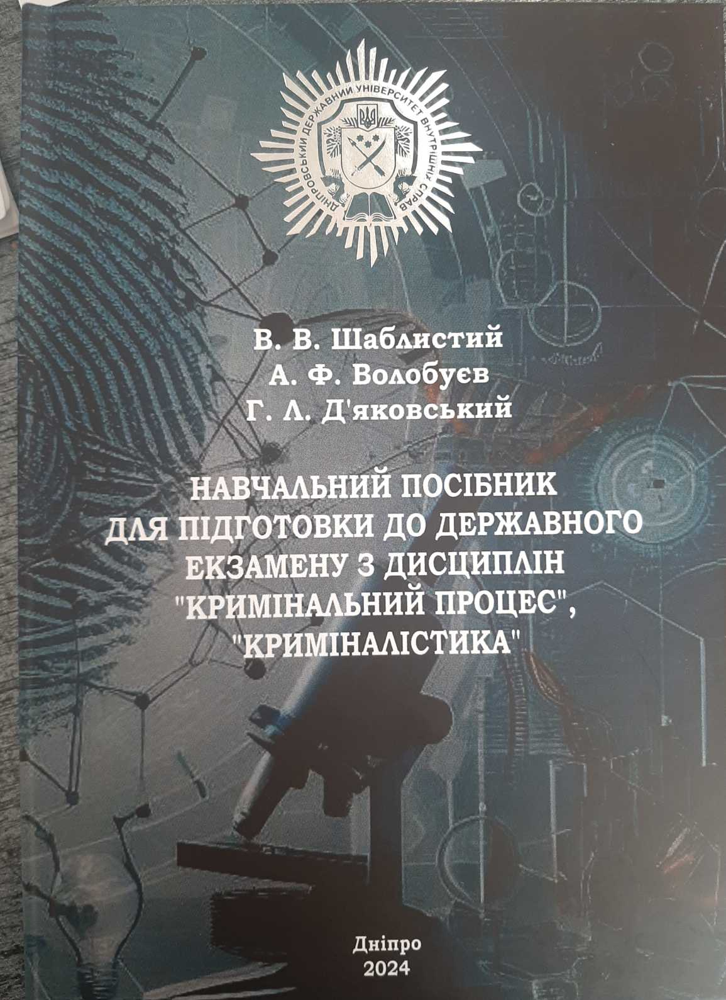 ДНІПРОВСЬКИЙ ДЕРЖАВНИЙ УНІВЕРСИТЕТ ВНУТРІШНІХ СПРАВ
В. В. Шаблистий
А. Ф. Волобуєв
Г. Л. Д'яковський
НАВЧАЛЬНИЙ ПОСІБНИК
ДЛЯ ПІДГОТОВКИ ДО ДЕРЖАВНОГО
ЕКЗАМЕНУ З ДИСЦИПЛІН
"КРИМІНАЛЬНИЙ ПРОЦЕС",
"КРИМІНАЛІСТИКА"
Дніпро
2024